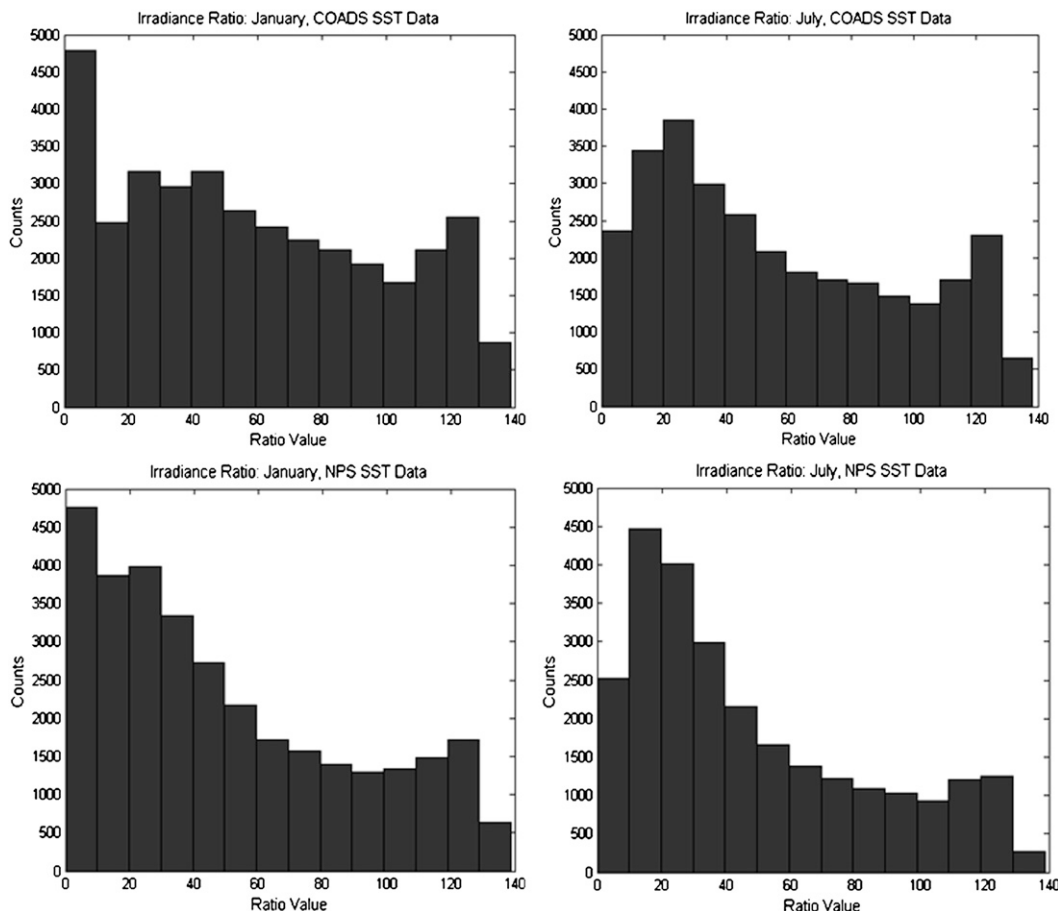 Irradiance Ratio: January, COADS SST Data
5000
4500
4000
3500
3000
2500
2000
1500
1000
500
0
Counts
0 20 40 60 80 100 120 140
Ratio Value
Irradiance Ratio: July, COADS SST Data
5000
4500
4000
3500
3000
2500
2000
1500
1000
500
0
Counts
0 20 40 60 80 100 120 140
Ratio Value
Irradiance Ratio: January, NPS SST Data
5000
4500
4000
3500
3000
2500
2000
1500
1000
500
0
Counts
0 20 40 60 80 100 120 140
Ratio Value
Irradiance Ratio: July, NPS SST Data
5000
4500
4000
3500
3000
2500
2000
1500
1000
500
0
Counts
0 20 40 60 80 100 120 140
Ratio Value